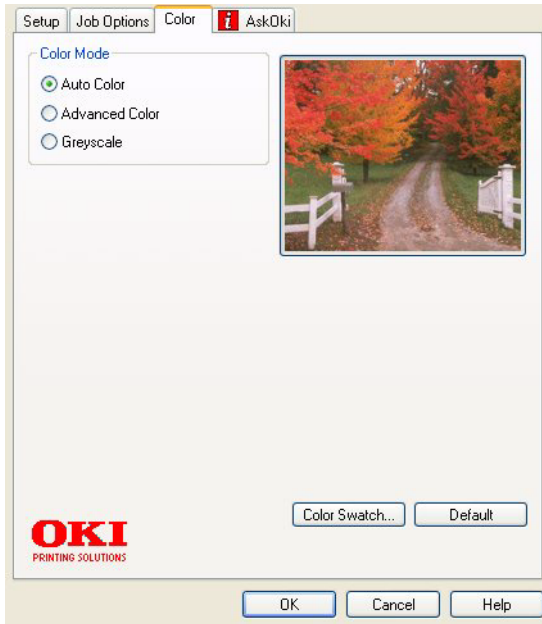 Setup Job Options Color i AskOki
Color Mode
Auto Color
Advanced Color
Greyscale
Color Swatch... Default
OKI
PRINTING SOLUTIONS
OK Cancel Help